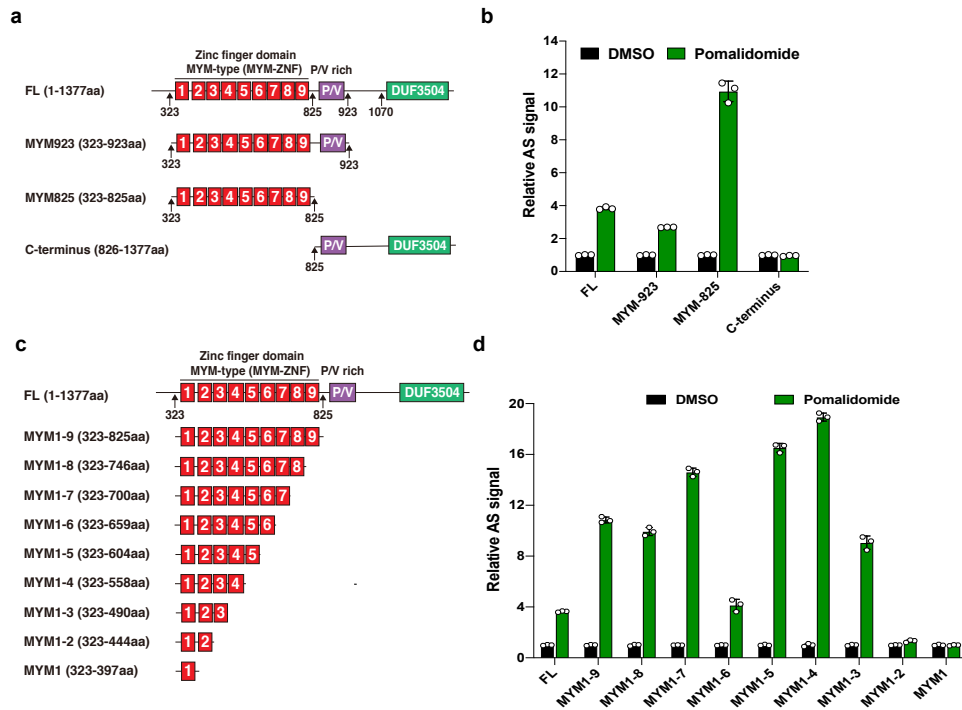 a
Zinc finger domain
MYM-type (MYM-ZNF) P/V rich
FL (1-1377aa) 1 2 3 4 5 6 7 8 9 P/V DUF3504
323 825 923 1070
MYM923 (323-923aa) 1 2 3 4 5 6 7 8 9 P/V
323 923
MYM825 (323-825aa) 1 2 3 4 5 6 7 8 9
323 825
C-terminus (826-1377aa) P/V DUF3504
825
b
DMSO Pomalidomide
Relative AS signal
14
12
10
8
6
4
2
0
FL MYM-923 MYM-825 C-terminus
c
Zinc finger domain
MYM-type (MYM-ZNF) P/V rich
FL (1-1377aa) 1 2 3 4 5 6 7 8 9 P/V DUF3504
323 825
MYM1-9 (323-825aa) 1 2 3 4 5 6 7 8 9
MYM1-8 (323-746aa) 1 2 3 4 5 6 7 8
MYM1-7 (323-700aa) 1 2 3 4 5 6 7
MYM1-6 (323-659aa) 1 2 3 4 5 6
MYM1-5 (323-604aa) 1 2 3 4 5
MYM1-4 (323-558aa) 1 2 3 4
MYM1-3 (323-490aa) 1 2 3
MYM1-2 (323-444aa) 1 2
MYM1 (323-397aa) 1
d
DMSO Pomalidomide
Relative AS signal
20
16
12
8
4
0
FL MYM1-9 MYM1-8 MYM1-7 MYM1-6 MYM1-5 MYM1-4 MYM1-3 MYM1-2 MYM1